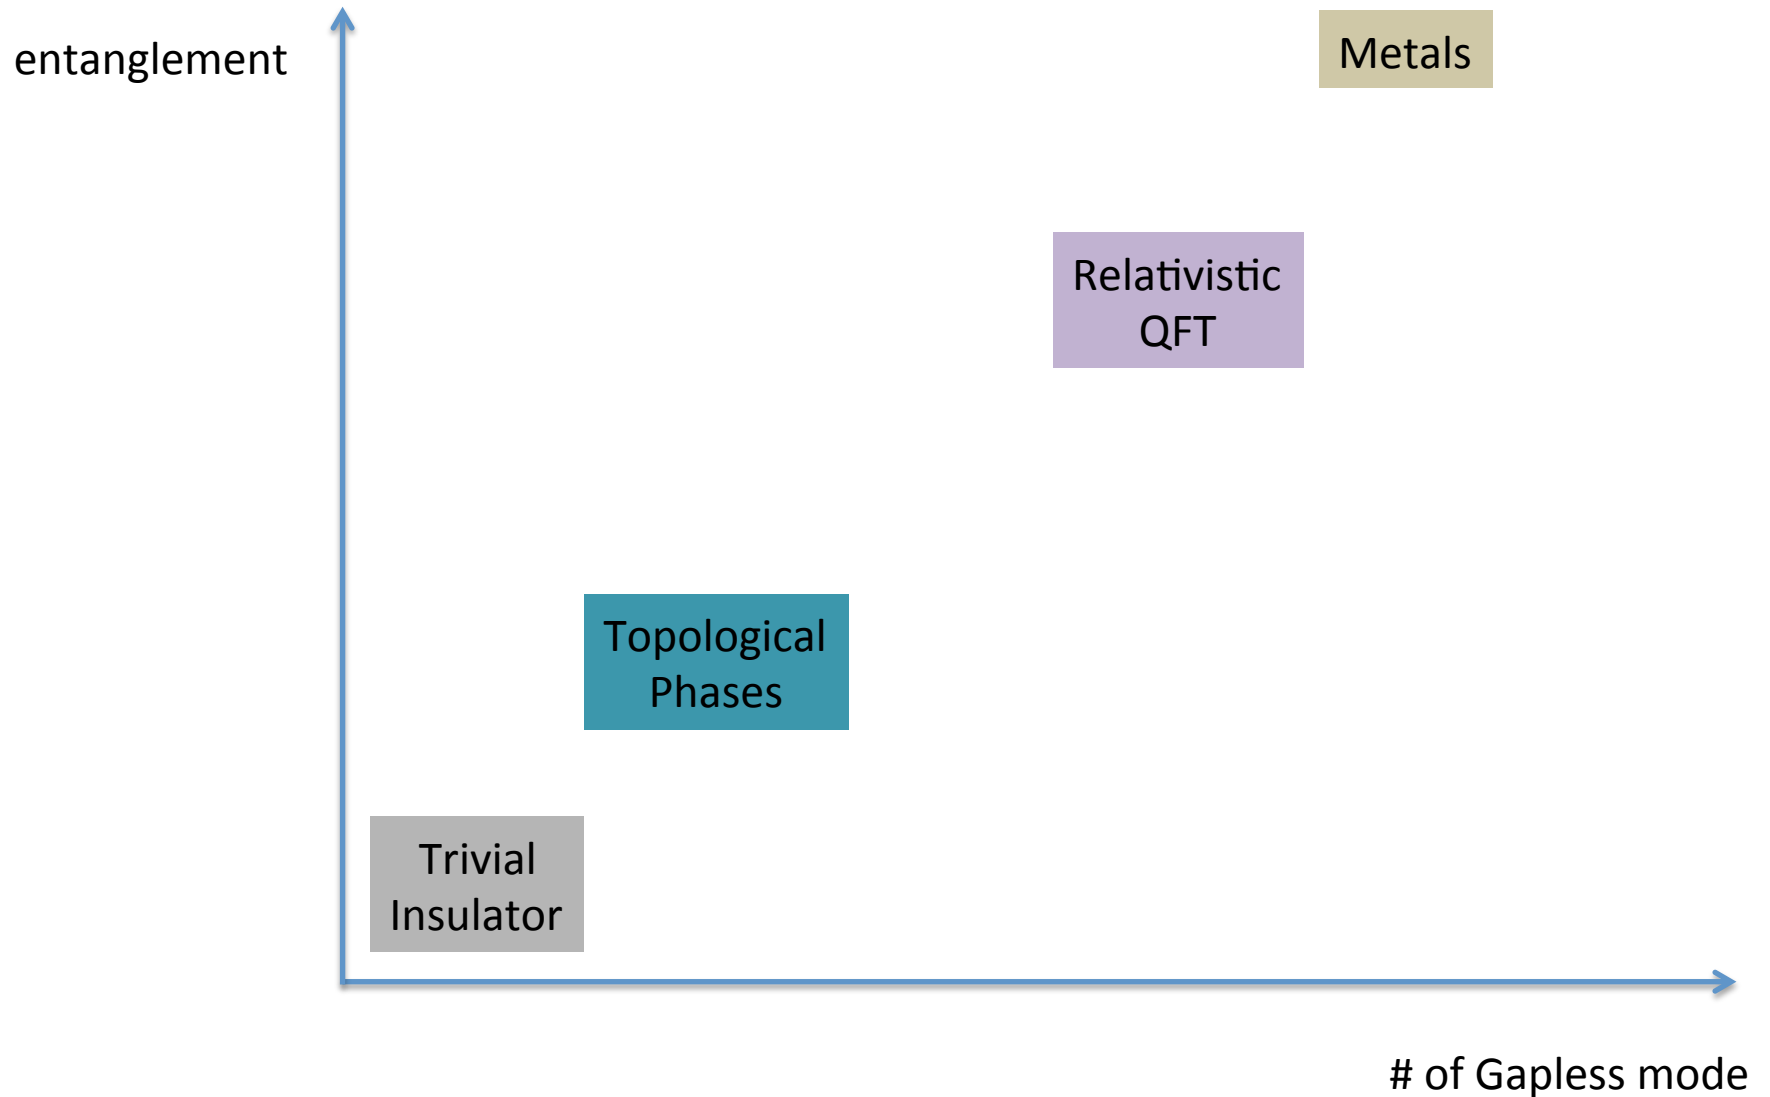 entanglement
Metals
Relativistic
QFT
Topological
Phases
Trivial
Insulator
# of Gapless mode